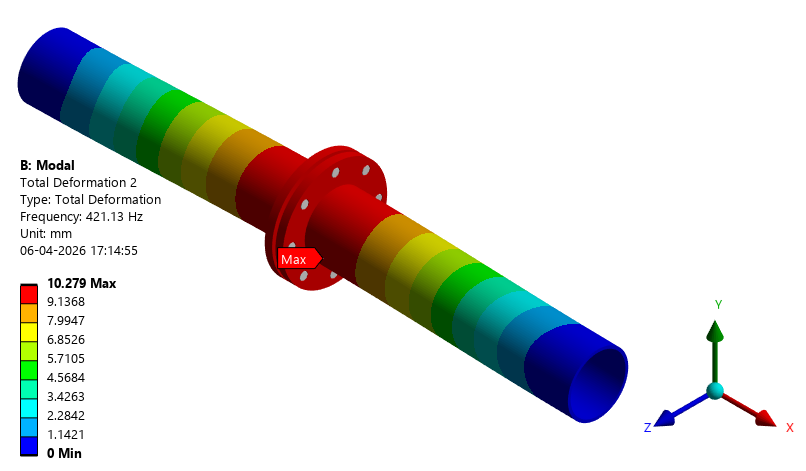 B: Modal
Total Deformation 2
Type: Total Deformation
Frequency: 421.13 Hz
Unit: mm
06-04-2026 17:14:55
Max
10.279 Max
9.1368
7.9947
6.8526
5.7105
4.5684
3.4263
2.2842
1.1421
0 Min
Y
Z
X